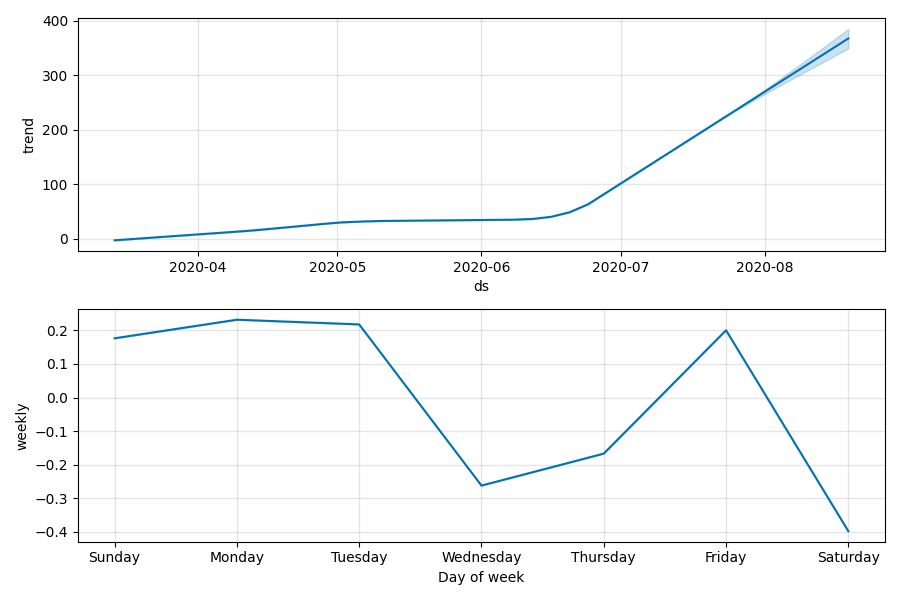 400
300
200
100
0
trend
2020-04 2020-05 2020-06 2020-07 2020-08
ds
0.2
0.1
0.0
−0.1
−0.2
−0.3
−0.4
weekly
Sunday Monday Tuesday Wednesday Thursday Friday Saturday
Day of week